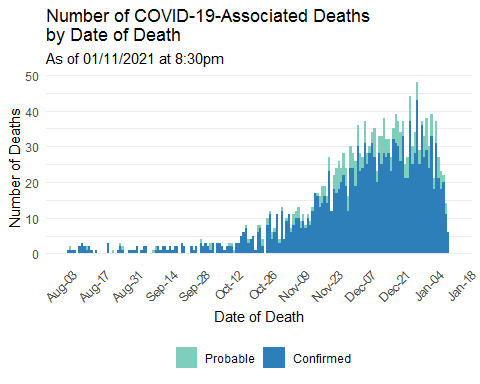 Number of COVID-19-Associated Deaths
by Date of Death
As of 01/11/2021 at 8:30pm
Number of Deaths
50
40
30
20
10
0
Aug-03
Aug-17
Aug-31
Sep-14
Sep-28
Oct-12
Oct-26
Nov-09
Nov-23
Dec-07
Dec-21
Jan-04
Jan-18
Date of Death
Probable
Confirmed